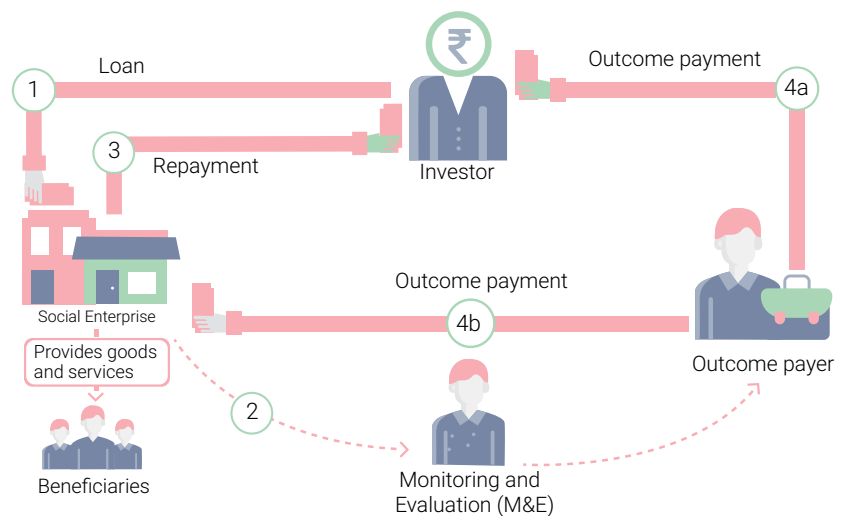 Loan
Outcome payment
1
₹
4a
3
Repayment
Investor
Outcome payment
4b
Social Enterprise
Provides goods
and services
Outcome payer
2
Beneficiaries
Monitoring and
Evaluation (M&E)